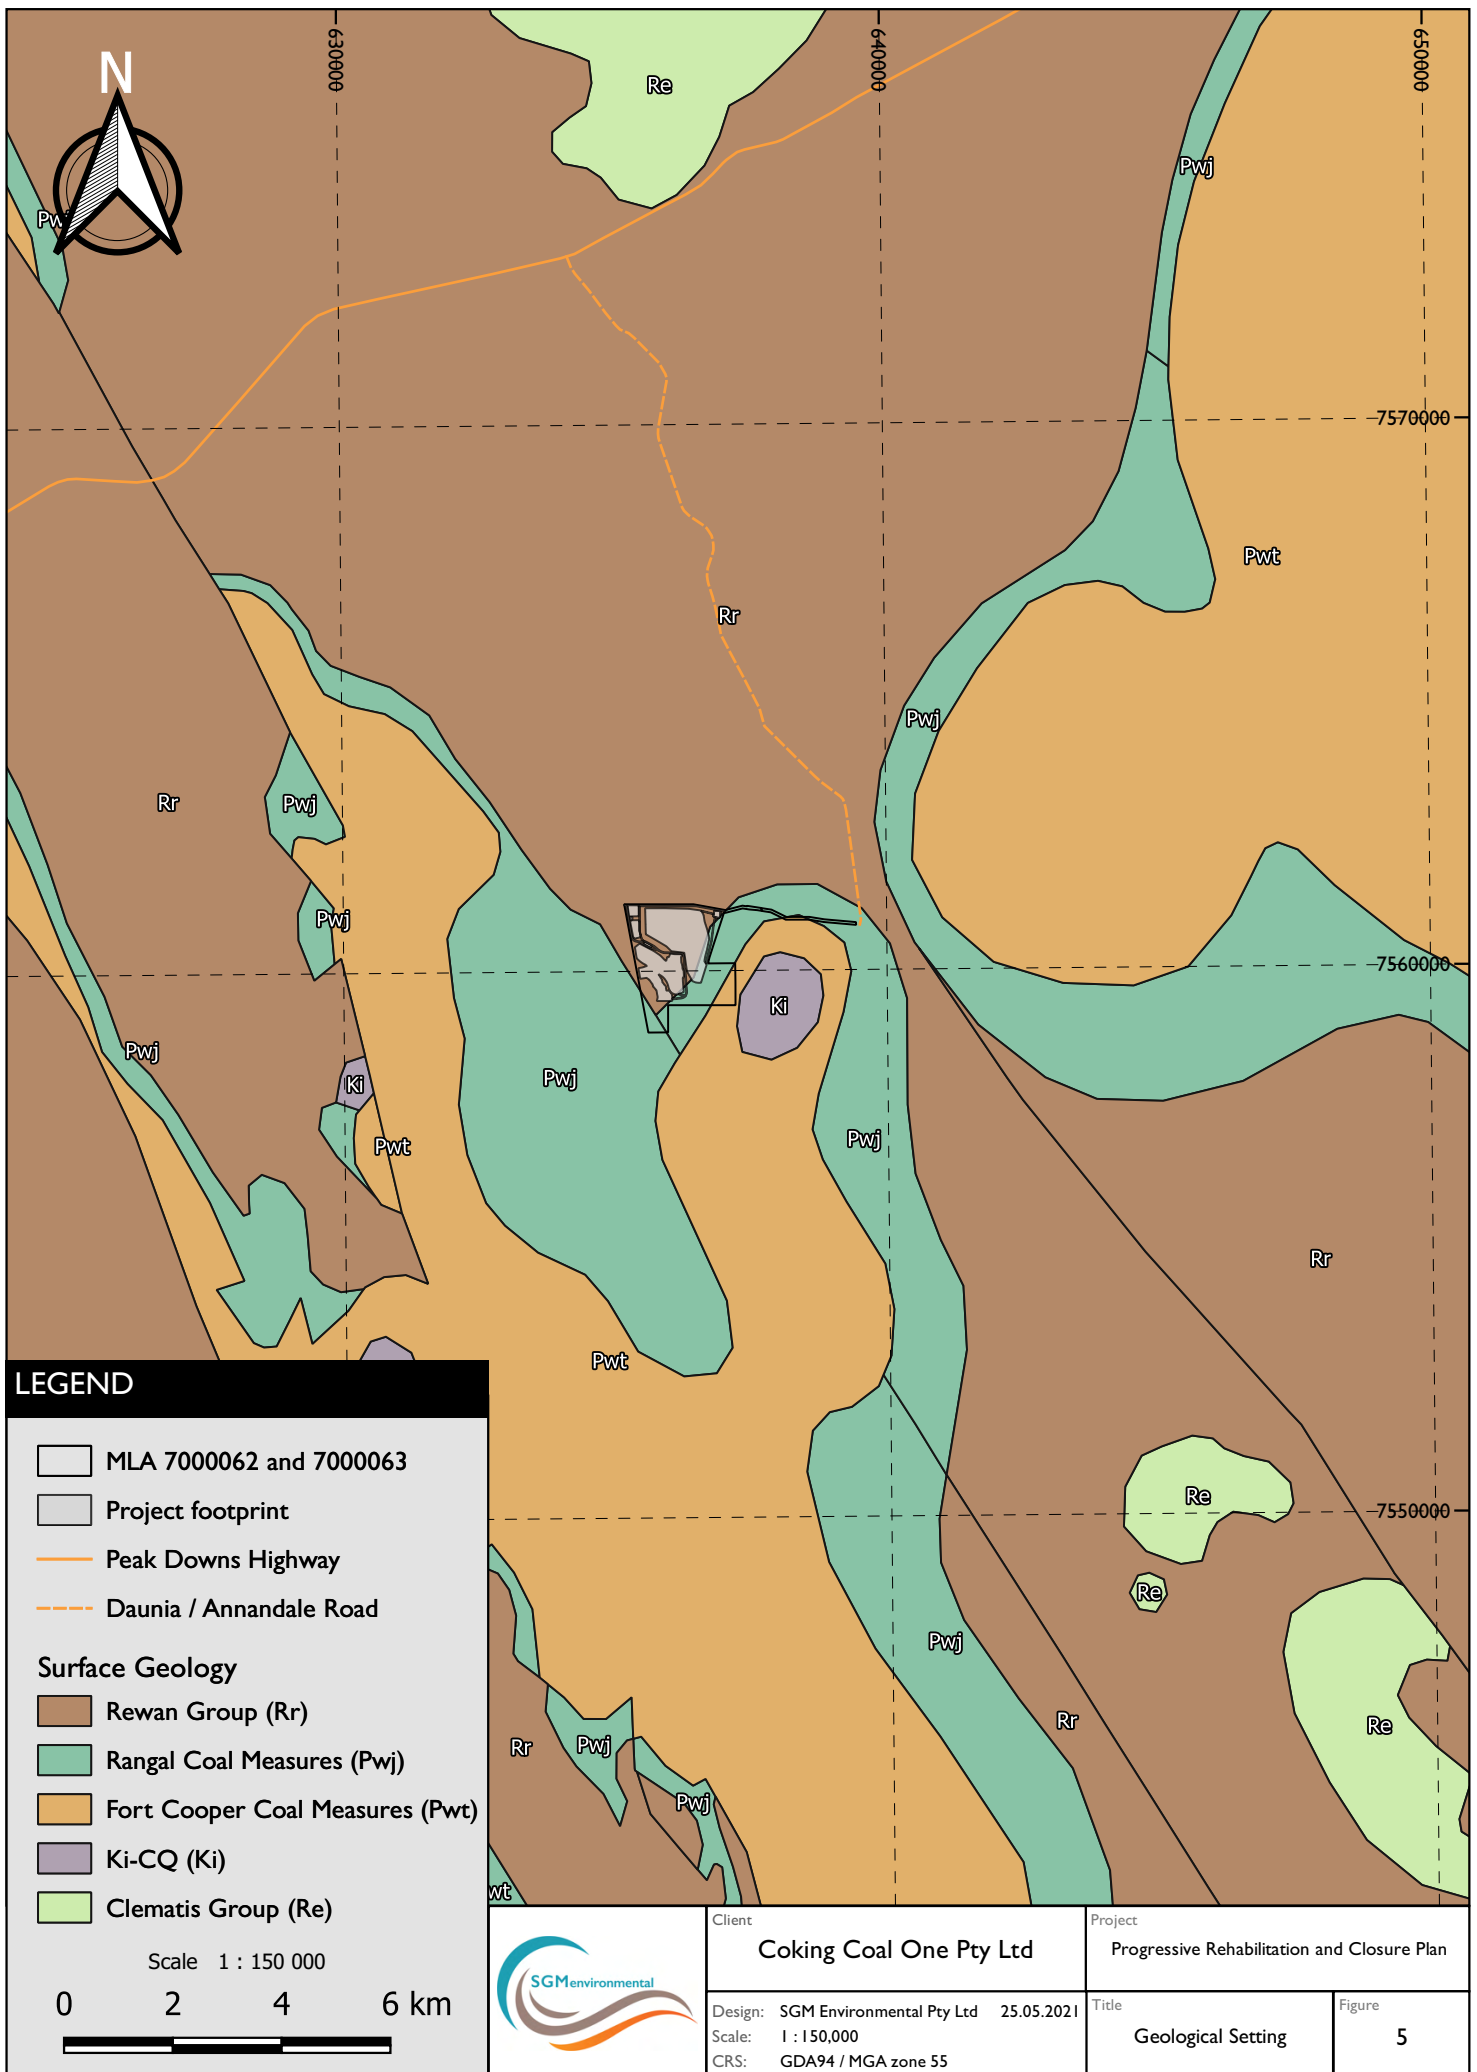 N
630000
640000
650000
Re
Pwj
Pw
7570000
Pwt
Rr
Pwj
Rr
Pwj
Pwj
7560000
Ki
Pwj
Pwj
Ki
Pwj
Pwt
Rr
Pwt
Re
7550000
Re
Pwj
Rr
Re
Rr
Pwj
Pwj
wt
LEGEND
MLA 7000062 and 7000063
Project footprint
Peak Downs Highway
Daunia / Annandale Road
Surface Geology
Rewan Group (Rr)
Rangal Coal Measures (Pwj)
Fort Cooper Coal Measures (Pwt)
Ki-CQ (Ki)
Clematis Group (Re)
Scale 1 : 150 000
0 2 4 6 km
SGMenvironmental
Client
Coking Coal One Pty Ltd
Project
Progressive Rehabilitation and Closure Plan
Design: SGM Environmental Pty Ltd 25.05.2021
Scale: 1 : 150,000
CRS: GDA94 / MGA zone 55
Title
Geological Setting
Figure
5